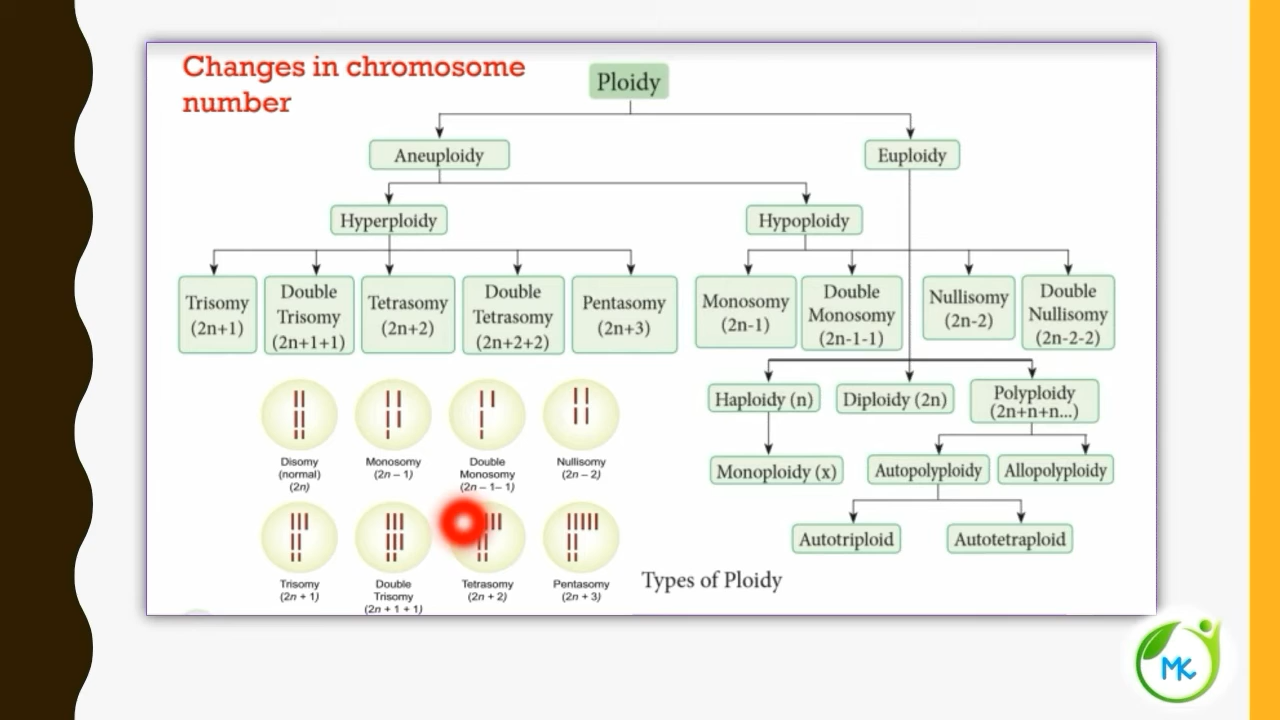 Changes in chromosome
number
Ploidy
Aneuploidy
Euploidy
Hyperploidy
Hypoploidy
Trisomy
(2n+1)
Double
Trisomy
(2n+1+1)
Tetrasomy
(2n+2)
Double
Tetrasomy
(2n+2+2)
Pentasomy
(2n+3)
Monosomy
(2n-1)
Double
Monosomy
(2n-1-1)
Nullisomy
(2n-2)
Double
Nullisomy
(2n-2-2)
Haploidy (n)
Diploidy (2n)
Polyploidy
(2n+n+n...)
Monoploidy (x)
Autopolyploidy
Allopolyploidy
Autotriploid
Autotetraploid
Disomy
(normal)
(2n)
Monosomy
(2n – 1)
Double
Monosomy
(2n – 1– 1)
Nullisomy
(2n – 2)
Trisomy
(2n + 1)
Double
Trisomy
(2n + 1 + 1)
Tetrasomy
(2n + 2)
Pentasomy
(2n + 3)
Types of Ploidy
MK